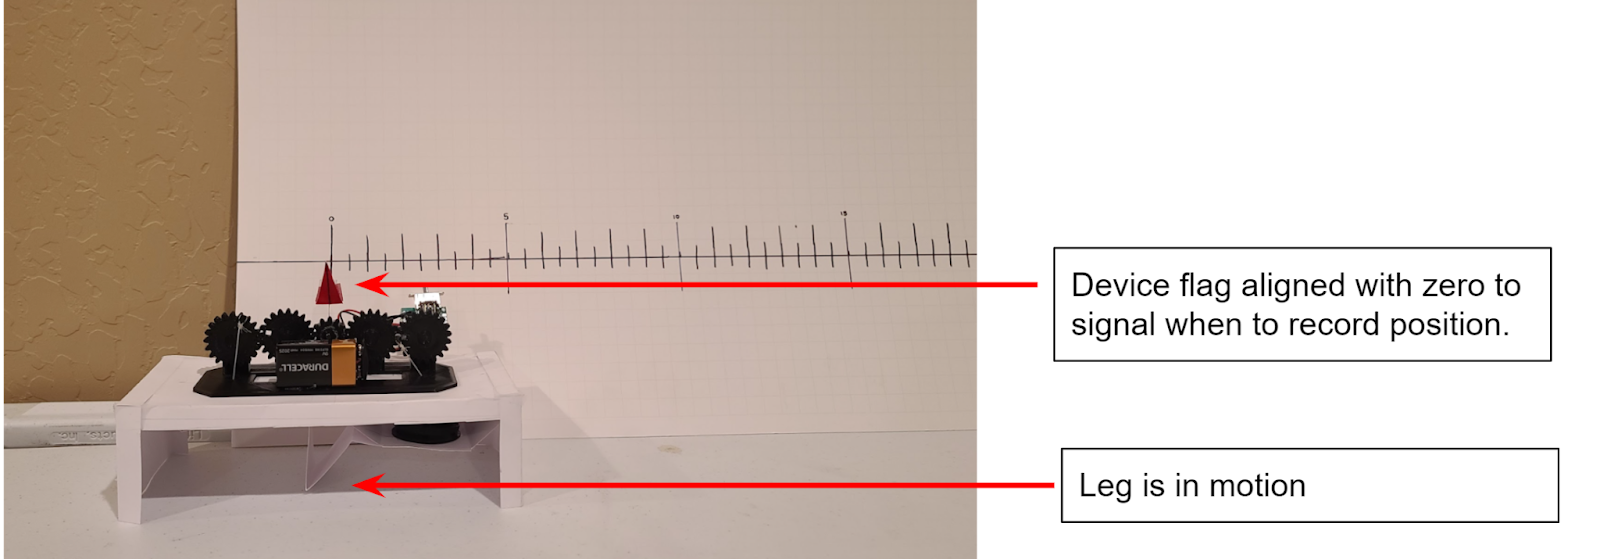 0 5 10 15
Device flag aligned with zero to
signal when to record position.
DURACELL
Leg is in motion